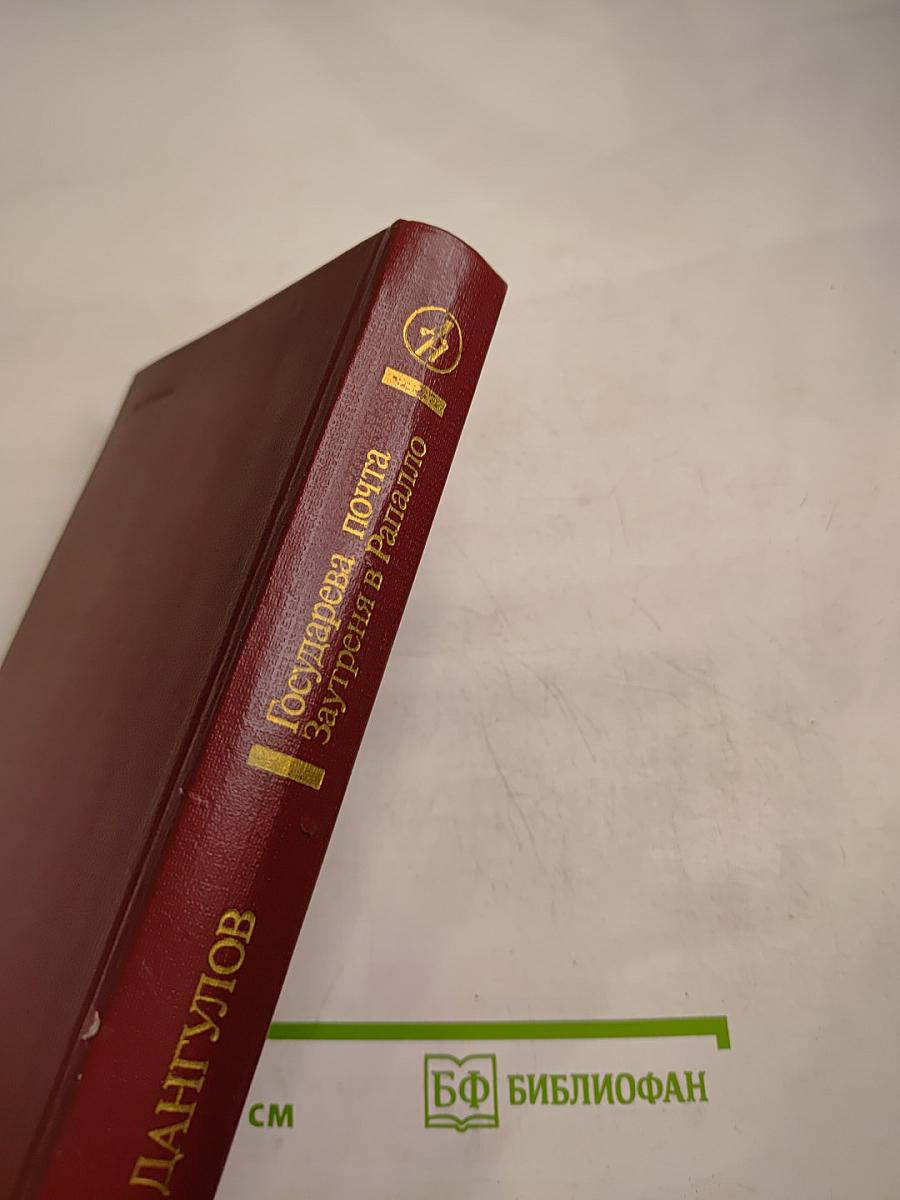 ДАНГУЛОВ
Государева почта
Заутреня в Рапалло
см
БФ БИБЛИОФАН